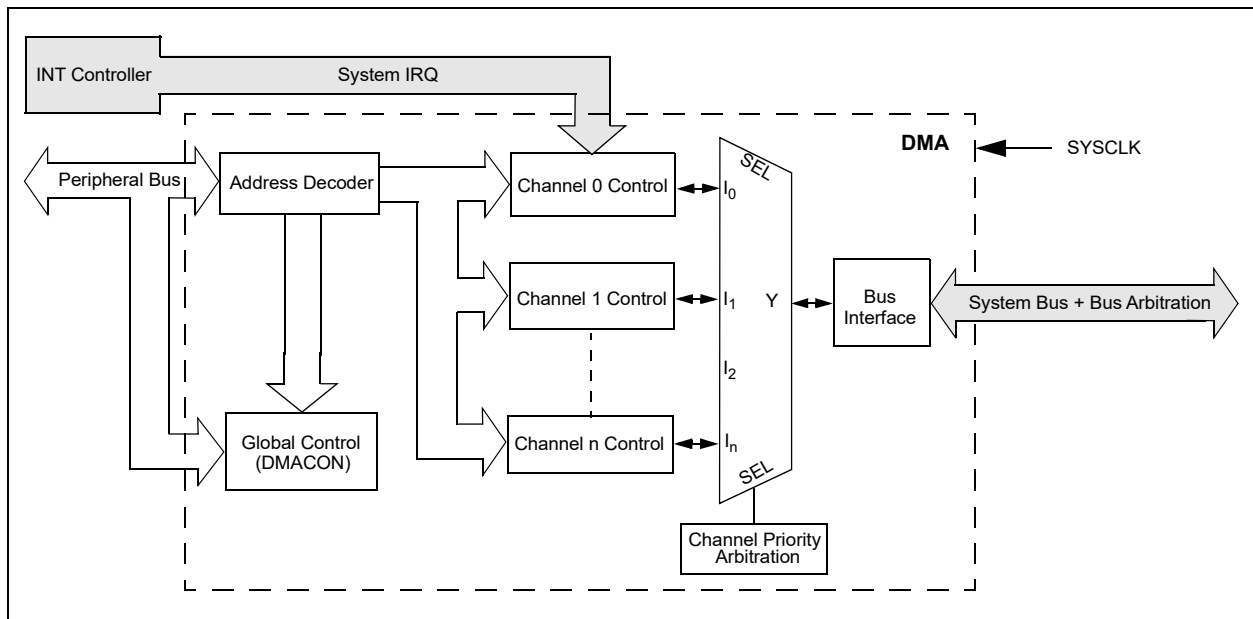 INT Controller
System IRQ
DMA
SYSCLK
Peripheral Bus
Address Decoder
Channel 0 Control
SEL
I0
Channel 1 Control
I1
Y
Bus
Interface
System Bus + Bus Arbitration
I2
Global Control
(DMACON)
Channel n Control
In
SEL
Channel Priority
Arbitration